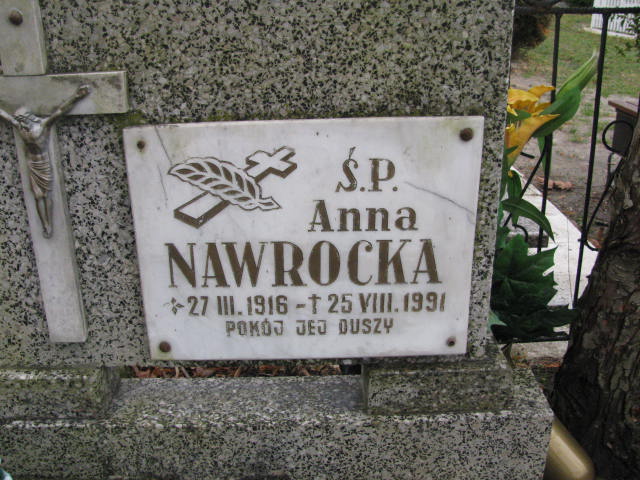 Ś.P.
Anna
NAWROCKA
27 III. 1916 - † 25 VIII. 1991
POKÓJ JEJ DUSZY